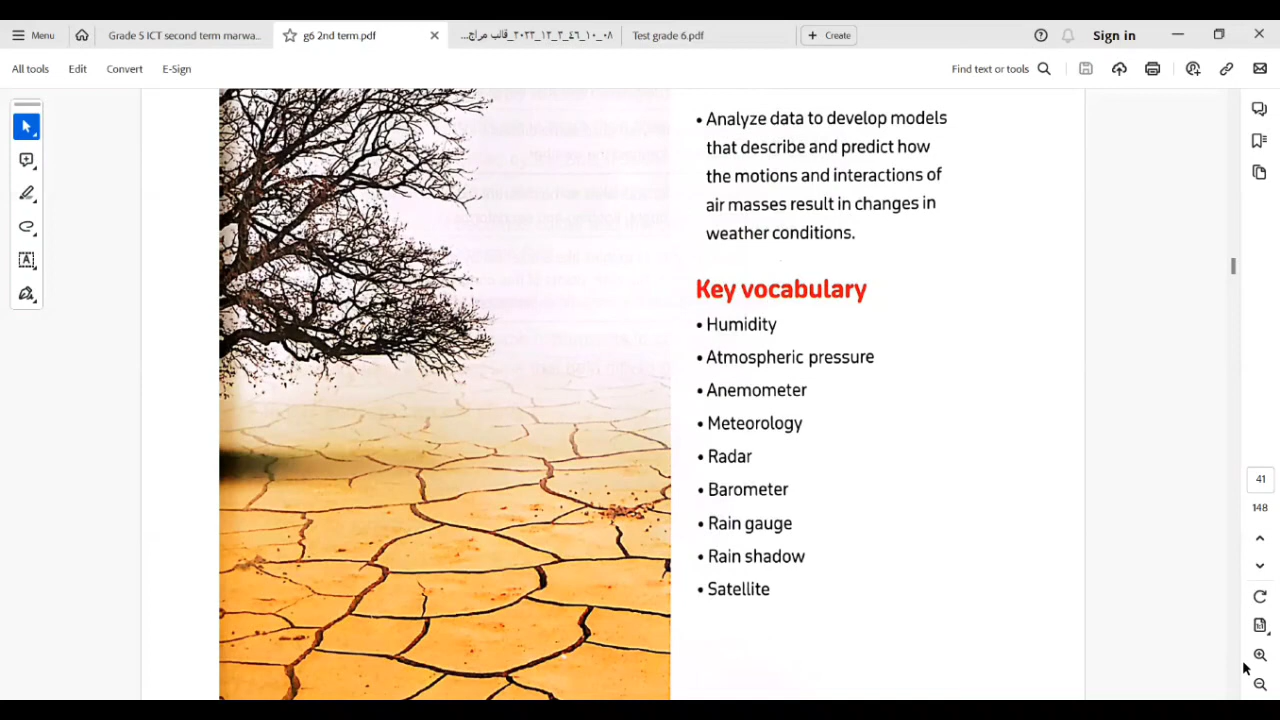 Menu
Grade 5 ICT second term marwa...
g6 2nd term.pdf
...قالب مراج_٢٠٢٣_١٢_٣_٤٦_١٠_٠٨
Test grade 6.pdf
Create
Sign in
All tools
Edit
Convert
E-Sign
Find text or tools
• Analyze data to develop models
that describe and predict how
the motions and interactions of
air masses result in changes in
weather conditions.
Key vocabulary
• Humidity
• Atmospheric pressure
• Anemometer
• Meteorology
• Radar
• Barometer
• Rain gauge
• Rain shadow
• Satellite
41
148